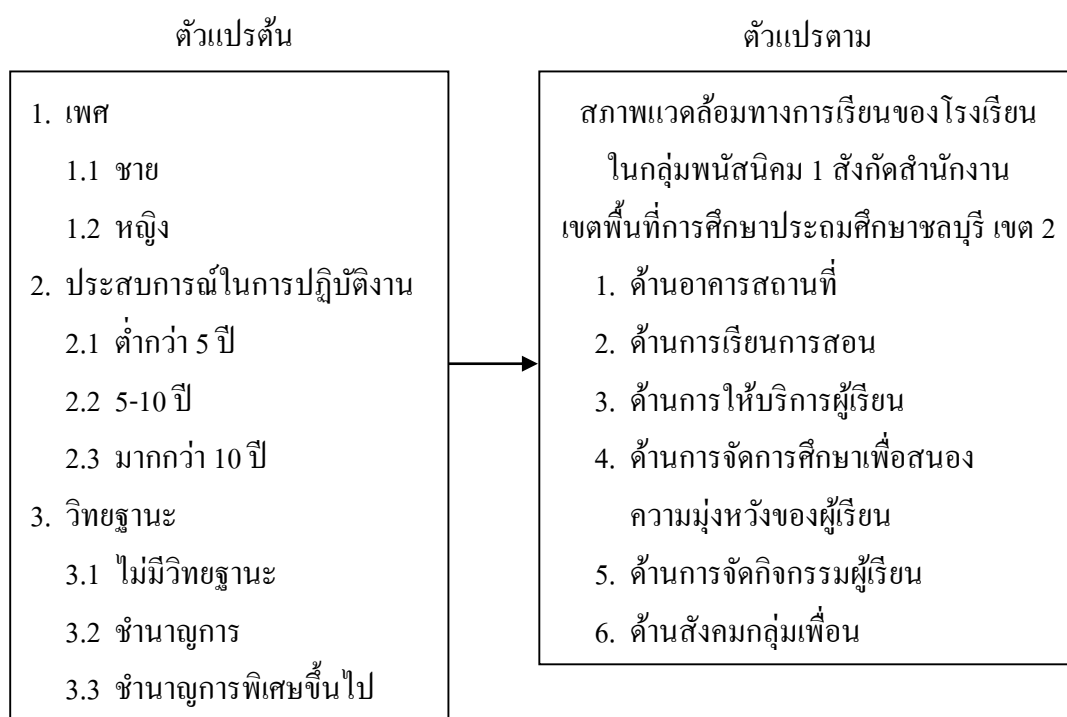 ตัวแปรต้น
1. เพศ
1.1 ชาย
1.2 หญิง
2. ประสบการณ์ในการปฏิบัติงาน
2.1 ต่ำกว่า 5 ปี
2.2 5-10 ปี
2.3 มากกว่า 10 ปี
3. วิทยฐานะ
3.1 ไม่มีวิทยฐานะ
3.2 ชำนาญการ
3.3 ชำนาญการพิเศษขึ้นไป
ตัวแปรตาม
สภาพแวดล้อมทางการเรียนของโรงเรียน
ในกลุ่มพนัสนิคม 1 สังกัดสำนักงาน
เขตพื้นที่การศึกษาประถมศึกษาชลบุรี เขต 2
1. ด้านอาคารสถานที่
2. ด้านการเรียนการสอน
3. ด้านการให้บริการผู้เรียน
4. ด้านการจัดการศึกษาเพื่อสนอง
ความมุ่งหวังของผู้เรียน
5. ด้านการจัดกิจกรรมผู้เรียน
6. ด้านสังคมกลุ่มเพื่อน